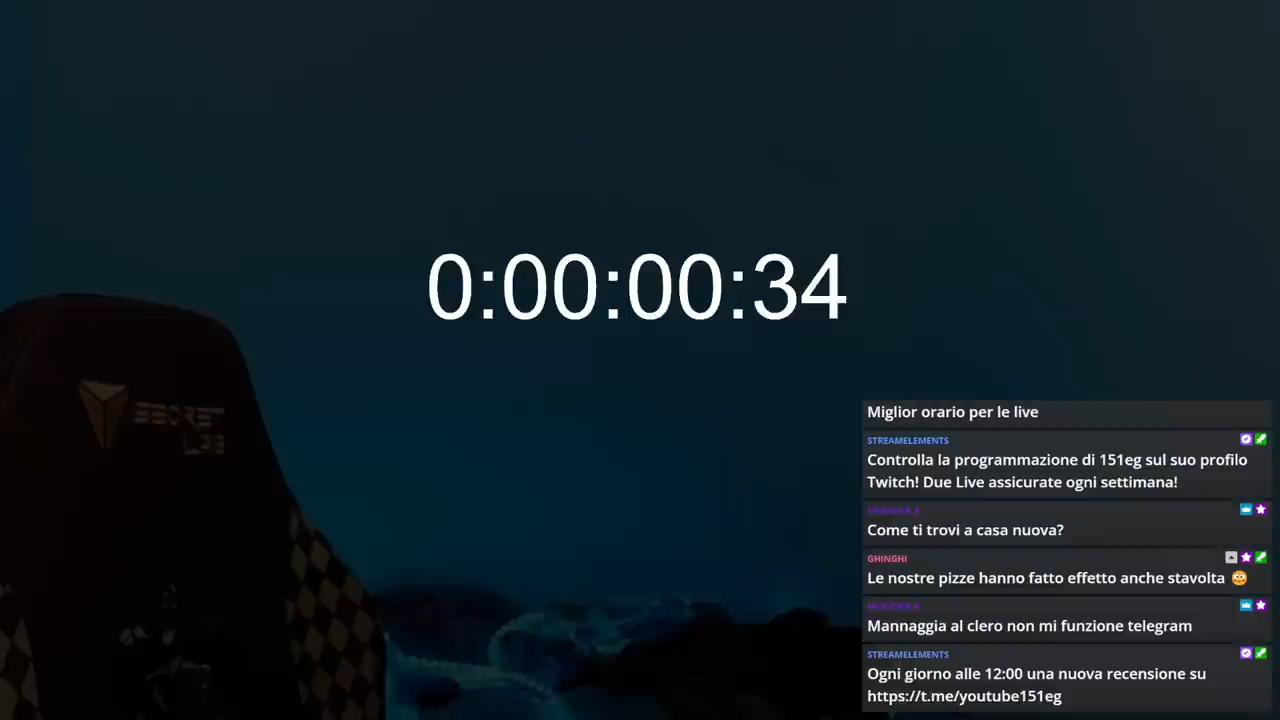 0:00:00:34
SECRET
LAB
Miglior orario per le live
STREAMELEMENTS
Controlla la programmazione di 151eg sul suo profilo
Twitch! Due Live assicurate ogni settimana!
Come ti trovi a casa nuova?
GHINGHI
Le nostre pizze hanno fatto effetto anche stavolta 😳
Mannaggia al clero non mi funzione telegram
STREAMELEMENTS
Ogni giorno alle 12:00 una nuova recensione su
https://t.me/youtube151eg